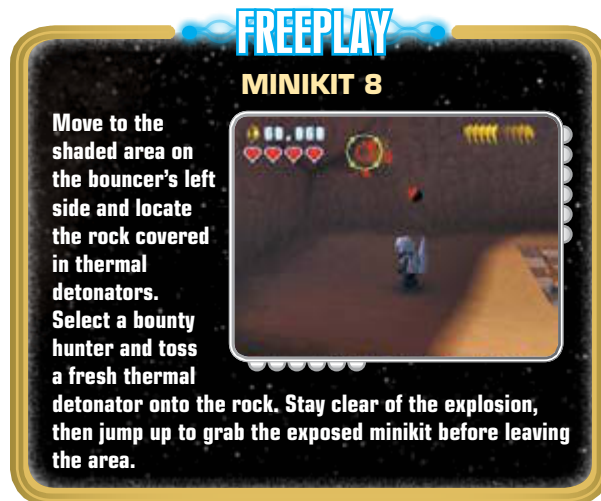 FREEPLAY
MINIKIT 8
Move to the
shaded area on
the bouncer's left
side and locate
the rock covered
in thermal
detonators.
Select a bounty
hunter and toss
a fresh thermal
detonator onto the rock. Stay clear of the explosion,
then jump up to grab the exposed minikit before leaving
the area.